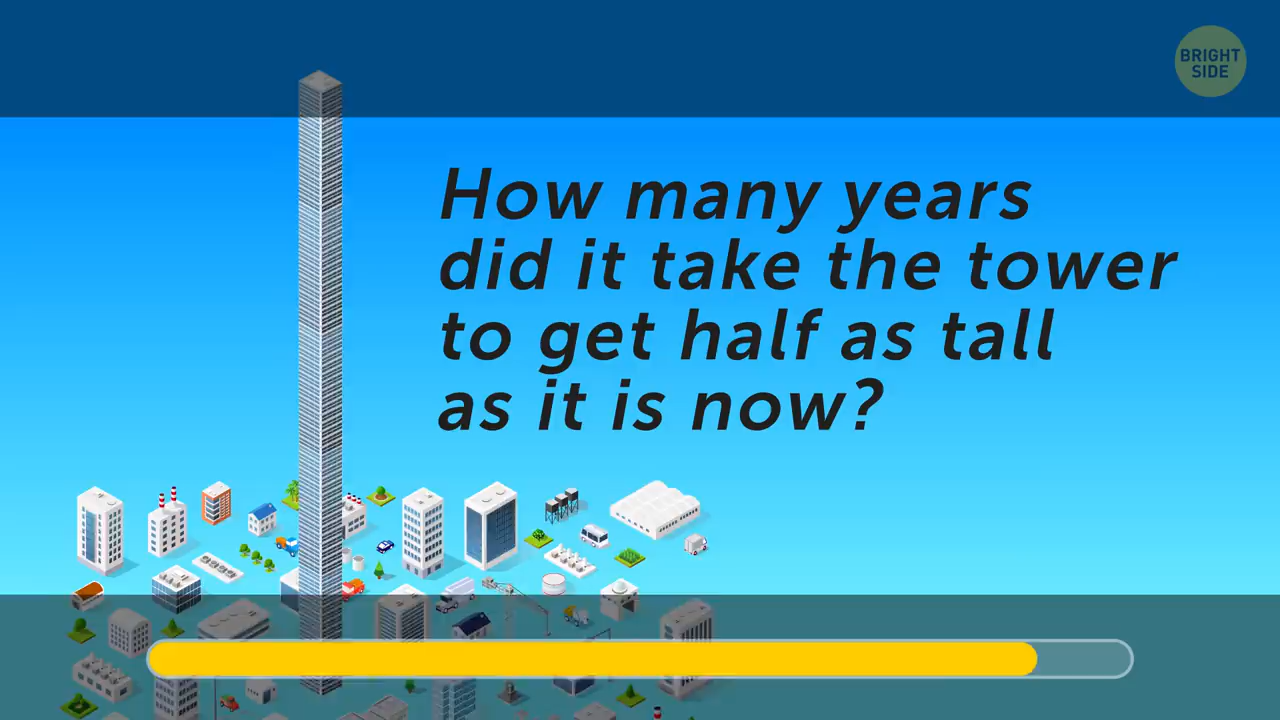 BRIGHT
SIDE
How many years
did it take the tower
to get half as tall
as it is now?